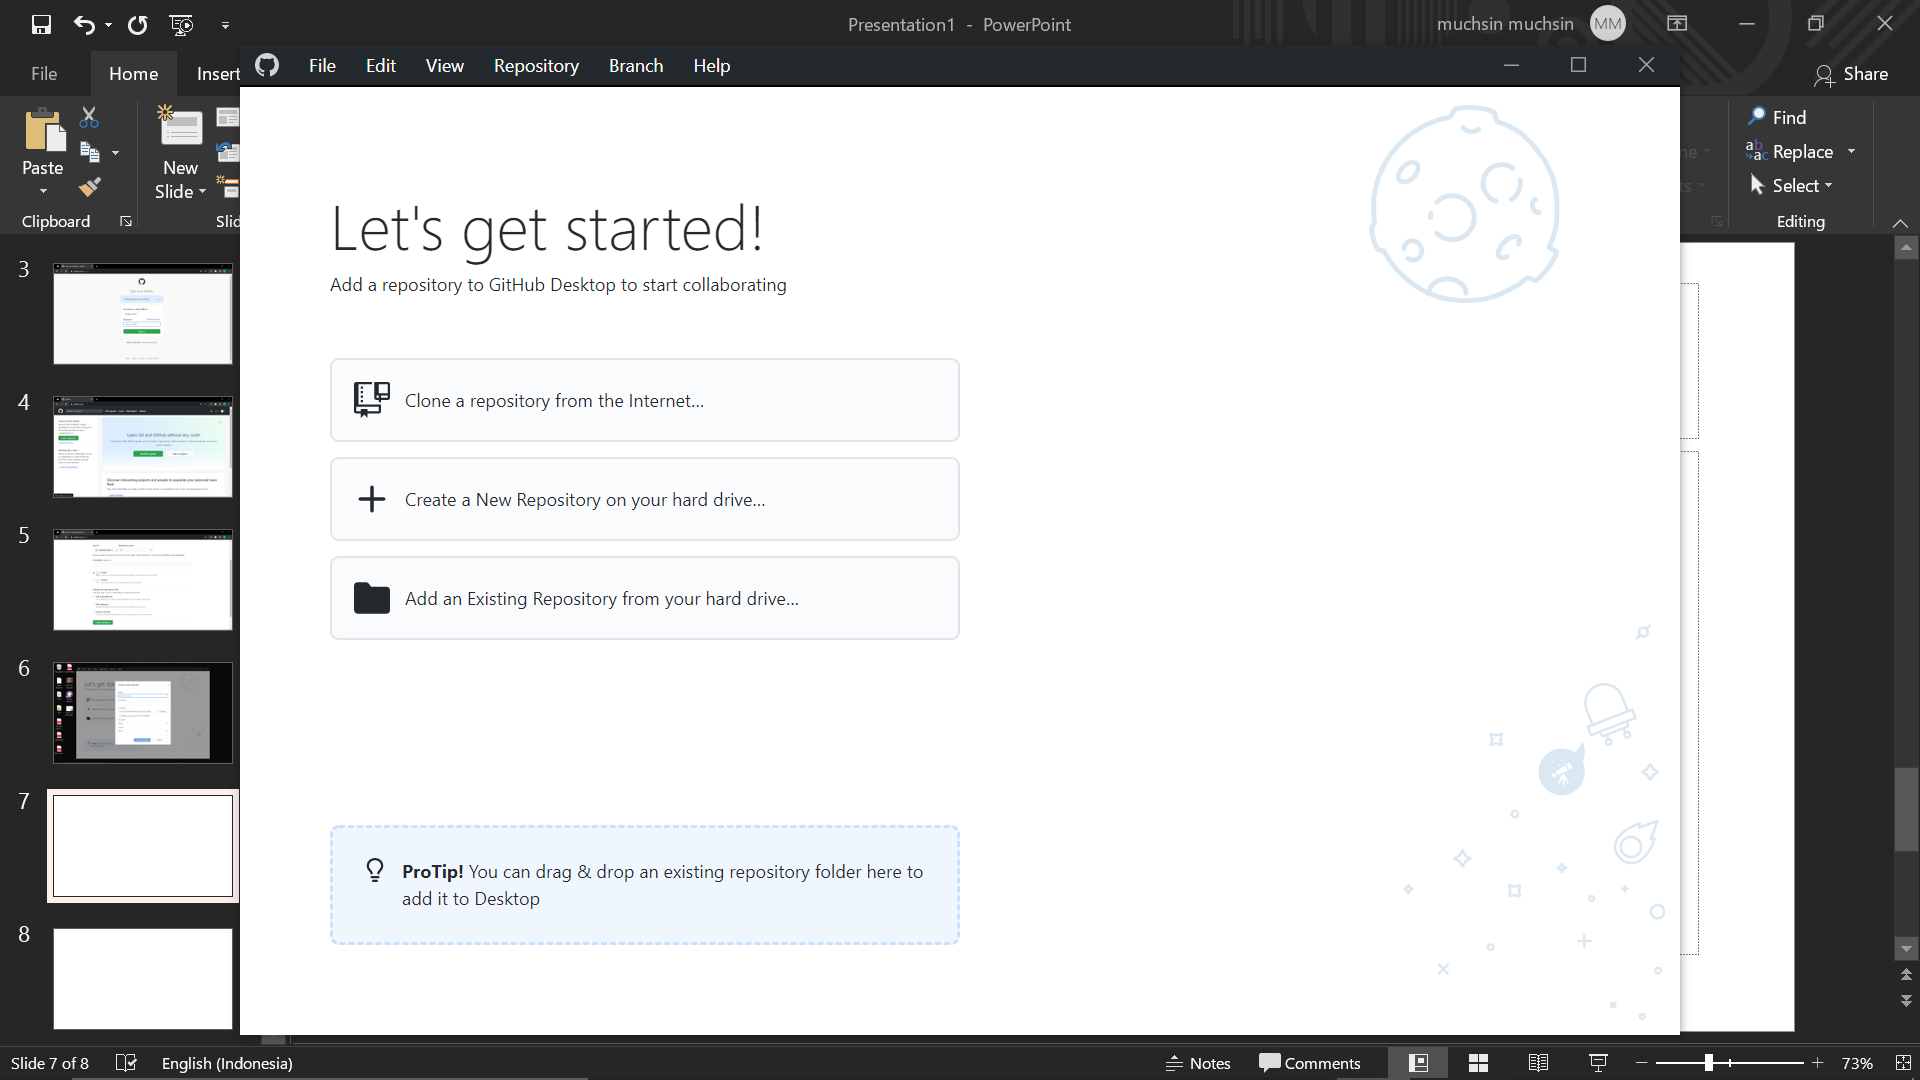 Presentation1 - PowerPoint
muchsin muchsin MM
File Home Insert
Share
File Edit View Repository Branch Help
Paste
New
Slide
Clipboard
Find
Replace
Select
Editing
Let's get started!
Add a repository to GitHub Desktop to start collaborating
Clone a repository from the Internet...
Create a New Repository on your hard drive...
Add an Existing Repository from your hard drive...
ProTip! You can drag & drop an existing repository folder here to
add it to Desktop
3
4
5
6
7
8
Slide 7 of 8
English (Indonesia)
Notes
Comments
73%